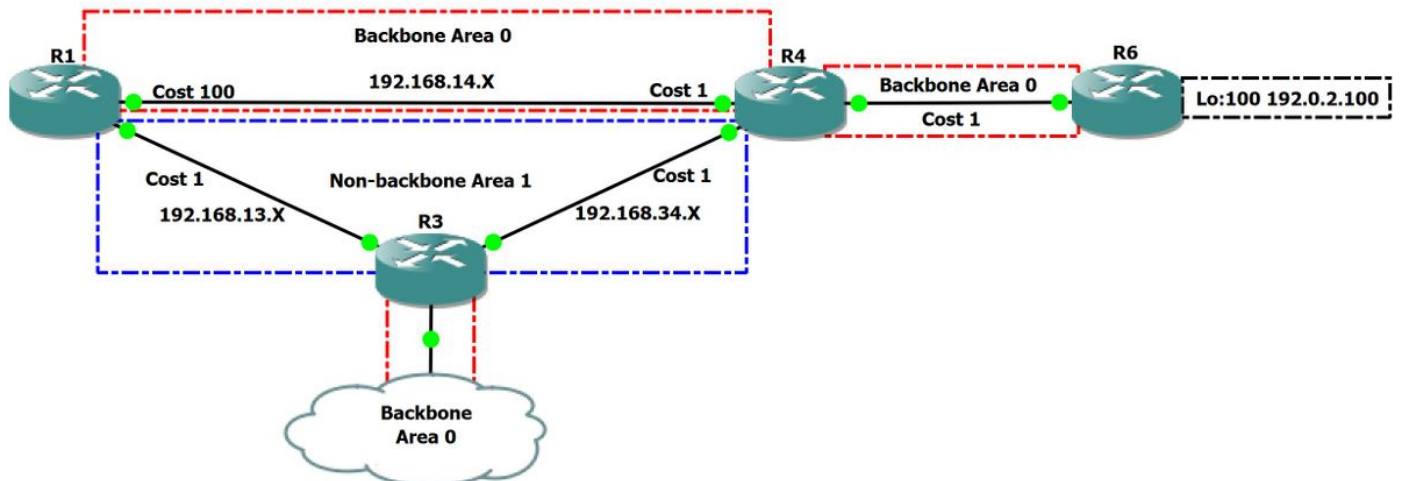 Backbone Area 0
R1
R4
R6
Cost 100
192.168.14.X
Cost 1
Backbone Area 0
Cost 1
Lo:100 192.0.2.100
Cost 1
Non-backbone Area 1
Cost 1
192.168.13.X
R3
192.168.34.X
Backbone
Area 0